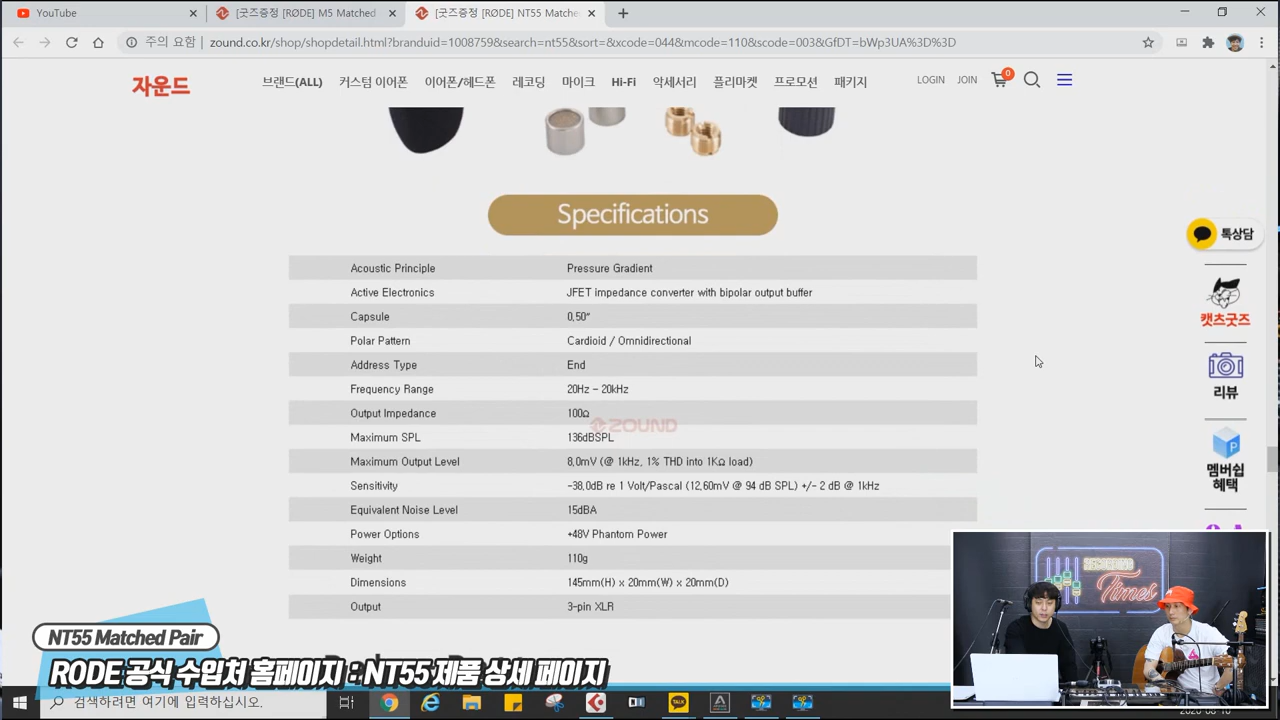 YouTube
[굿즈증정 [RØDE] M5 Matched
[굿즈증정 [RØDE] NT55 Matche
주의 요함
zound.co.kr/shop/shopdetail.html?branduid=1008759&search=nt55&sort=&xcode=044&mcode=110&scode=003&GfDT=bWp3UA%3D%3D
자운드
브랜드(ALL) 커스텀 이어폰 이어폰/헤드폰 레코딩 마이크 Hi-Fi 악세서리 플리마켓 프로모션 패키지
LOGIN JOIN 0
Specifications
톡상담
Acoustic Principle Pressure Gradient
Active Electronics JFET impedance converter with bipolar output buffer
Capsule 0.50"
캣츠굿즈
Polar Pattern Cardioid / Omnidirectional
Address Type End
Frequency Range 20Hz – 20kHz
리뷰
Output Impedance 100Ω
ZOUND
Maximum SPL 136dBSPL
Maximum Output Level 8.0mV (@ 1kHz, 1% THD into 1KΩ load)
멤버쉽
혜택
Sensitivity -38.0dB re 1 Volt/Pascal (12.60mV @ 94 dB SPL) +/- 2 dB @ 1kHz
Equivalent Noise Level 15dBA
Power Options +48V Phantom Power
Weight 110g
Dimensions 145mm(H) x 20mm(W) x 20mm(D)
Output 3-pin XLR
RECORDING
Times
NT55 Matched Pair
RODE 공식 수입처 홈페이지 : NT55 제품 상세 페이지
검색하려면 여기에 입력하십시오.
TALK